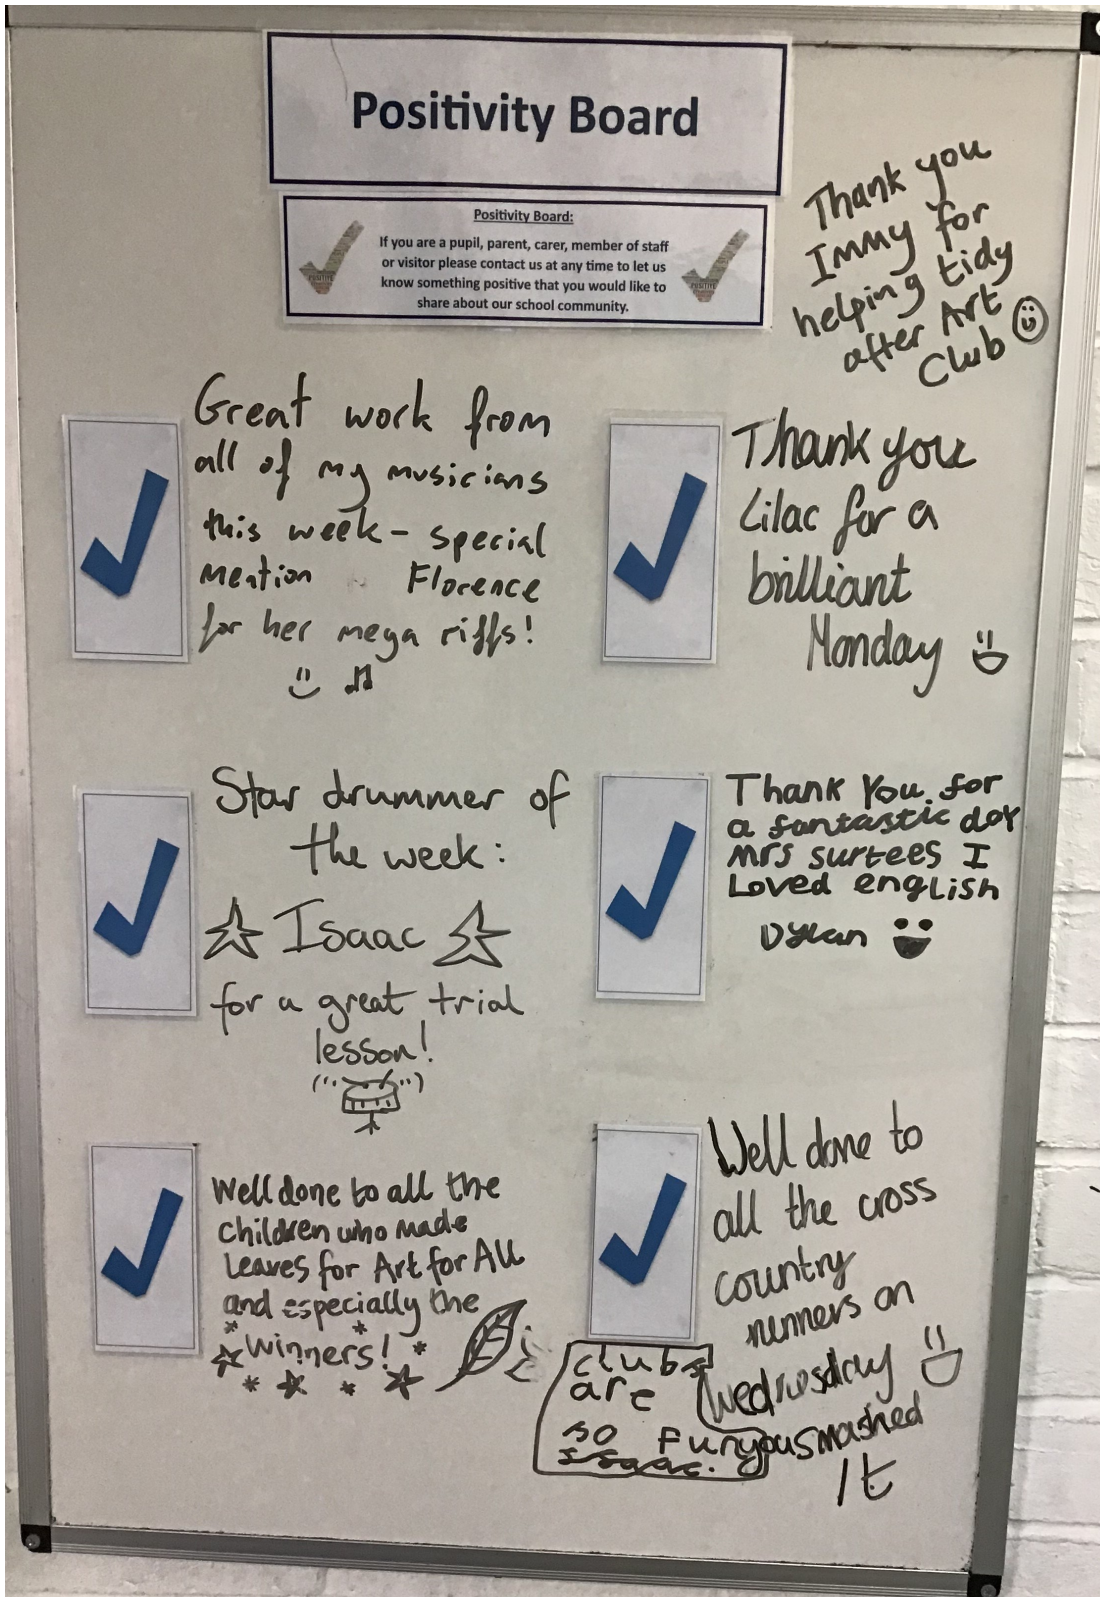 Positivity Board
Positivity Board:
If you are a pupil, parent, carer, member of staff
or visitor please contact us at any time to let us
know something positive that you would like to
share about our school community.
Thank you
Immy for
helping tidy
after Art
Club
Great work from
all of my musicians
this week - special
mention Florence
for her mega riffs!
Thank you
Lilac for a
brilliant
Monday
Star drummer of
the week:
Isaac
for a great trial
lesson!
Thank You for
a fantastic day
Mrs surtees I
Loved english
Dylan
Well done to all the
children who made
leaves for Art for All
and especially the
winners!
Well done to
all the cross
country
runners on
Wednesday
you smashed
It
clubs
are
so Fun
Isaac.